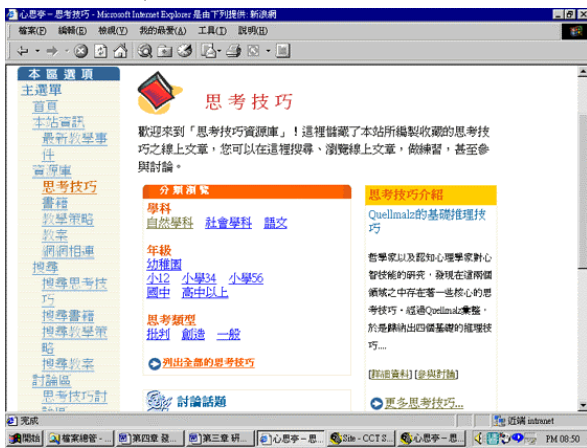 心思亭－思考技巧 - Microsoft Internet Explorer 是由下列提供: 新浪網
檔案(F) 編輯(E) 檢視(V) 我的最愛(A) 工具(T) 說明(H)
本區選項
主選單
首頁
本站資訊
最新教學事
件
資源庫
思考技巧
書籍
教學策略
教案
網網相連
搜尋
搜尋思考技
巧
搜尋書籍
搜尋教學策
略
搜尋教案
討論區
思考技巧討
思考技巧
歡迎來到「思考技巧資源庫」！這裡儲藏了本站所編製收藏的思考技
巧之線上文章，您可以在這裡搜尋、瀏覽線上文章，做練習，甚至參
與討論。
分類瀏覽
學科
自然學科 社會學科 語文
年級
幼稚園
小12 小學34 小學56
國中 高中以上
思考類型
批判 創造 一般
列出全部的思考技巧
討論話題
思考技巧介紹
Quellmalz的基礎推理技
巧
哲學家以及認知心理學家對心
智技能的研究，發現在這兩個
領域之中存在著一些核心的思
考技巧。經過Quellmalz彙整，
於是歸納出四個基礎的推理技
巧....
[詳細資料] [參與討論]
更多思考技巧...
完成
近端 intranet
開始
檔案總管 - ...
第四章 發...
第三章 研...
心思亭－思...
Site - CCT S...
心思亭－思...
PM 08:50